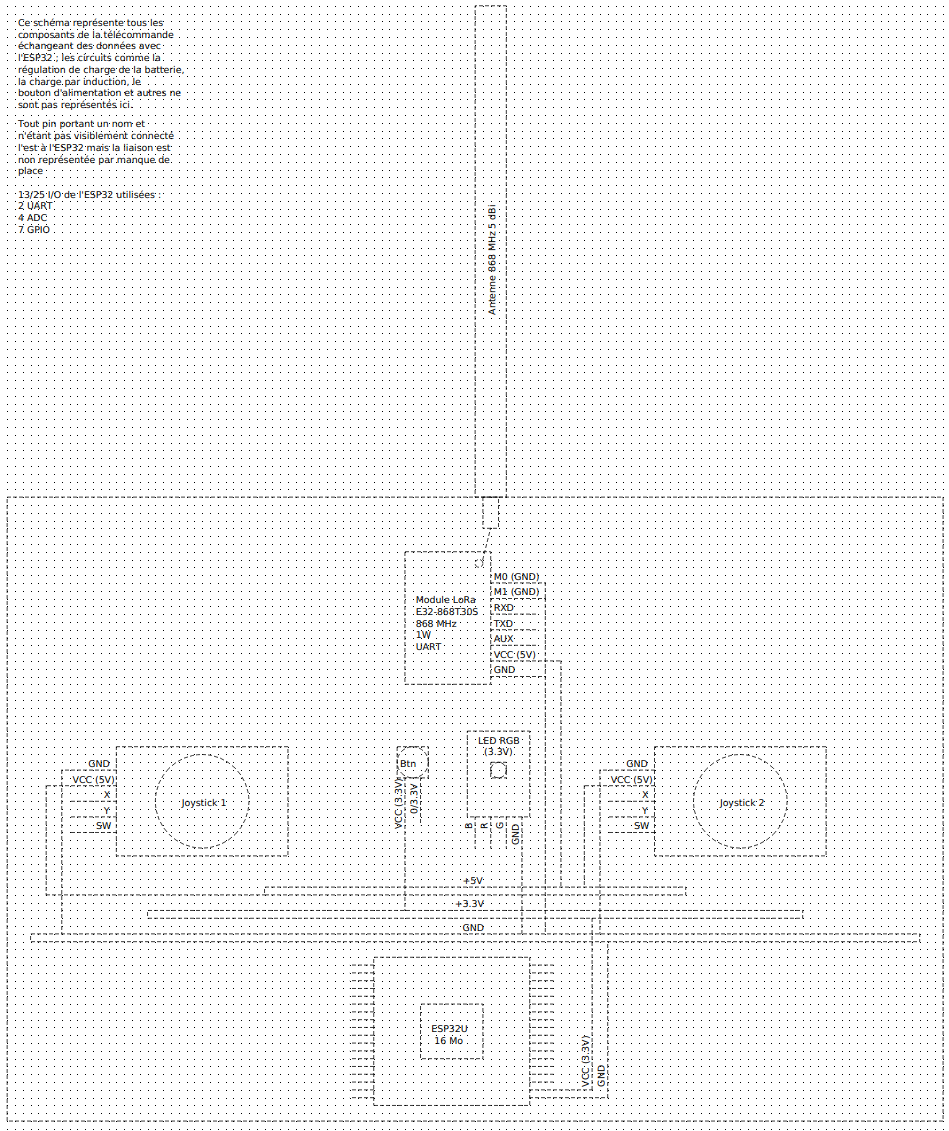 Ce schéma représente tous les
composants de la télécommande
échangeant des données avec
l'ESP32 ; les circuits comme la
régulation de charge de la batterie,
la charge par induction, le
bouton d'alimentation et autres ne
sont pas représentés ici.
Tout pin portant un nom et
n'étant pas visiblement connecté
l'est à l'ESP32 mais la liaison est
non représentée par manque de
place
13/25 I/O de l'ESP32 utilisées :
2 UART
4 ADC
7 GPIO
Antenne 868 MHz 5 dBi
Module LoRa
E32-868T30S
868 MHz
1W
UART
M0 (GND)
M1 (GND)
RXD
TXD
AUX
VCC (5V)
GND
GND
VCC (5V)
X
Y
SW
Joystick 1
Btn
VCC (3.3V)
0/3.3V
LED RGB
(3.3V)
B
R
G
GND
GND
VCC (5V)
X
Y
SW
Joystick 2
+5V
+3.3V
GND
ESP32U
16 Mo
VCC (3.3V)
GND